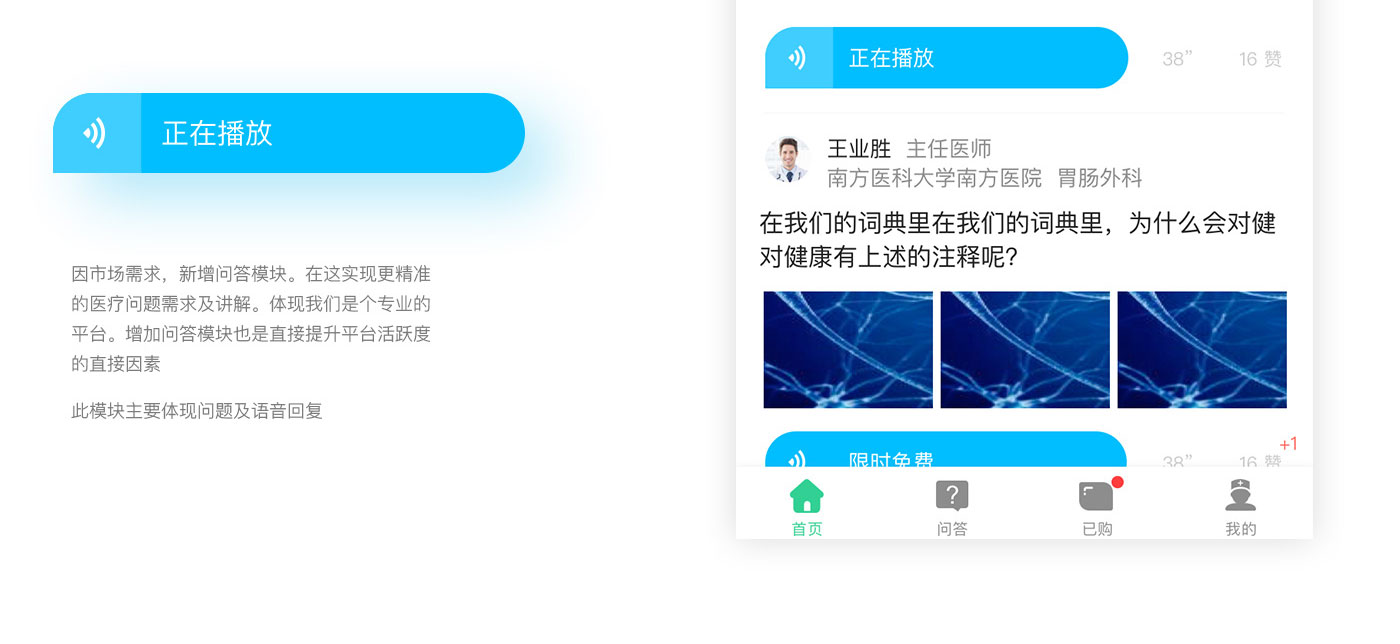 正在播放
因市场需求，新增问答模块。在这实现更精准
的医疗问题需求及讲解。体现我们是个专业的
平台。增加问答模块也是直接提升平台活跃度
的直接因素
此模块主要体现问题及语音回复
正在播放 38” 16 赞
王业胜 主任医师
南方医科大学南方医院 胃肠外科
在我们的词典里在我们的词典里，为什么会对健
对健康有上述的注释呢？
+1
限时免费 38” 16 赞
首页 问答 已购 我的